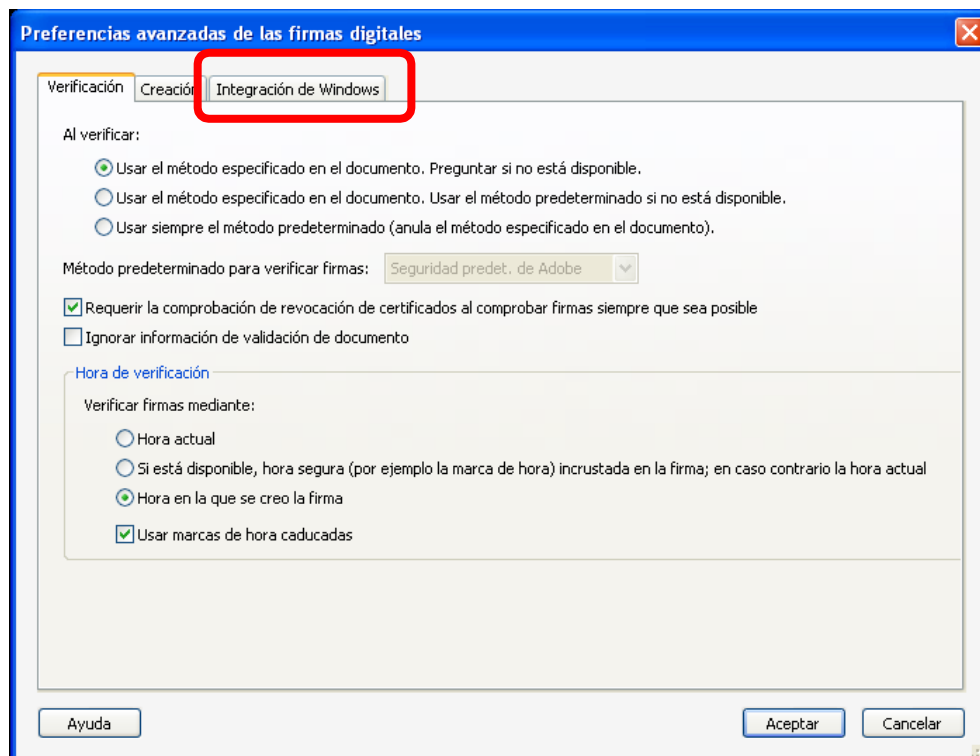 Preferencias avanzadas de las firmas digitales
Verificación
Creación
Integración de Windows
Al verificar:
Usar el método especificado en el documento. Preguntar si no está disponible.
Usar el método especificado en el documento. Usar el método predeterminado si no está disponible.
Usar siempre el método predeterminado (anula el método especificado en el documento).
Método predeterminado para verificar firmas: Seguridad predet. de Adobe
Requerir la comprobación de revocación de certificados al comprobar firmas siempre que sea posible
Ignorar información de validación de documento
Hora de verificación
Verificar firmas mediante:
Hora actual
Si está disponible, hora segura (por ejemplo la marca de hora) incrustada en la firma; en caso contrario la hora actual
Hora en la que se creo la firma
Usar marcas de hora caducadas
Ayuda
Aceptar
Cancelar